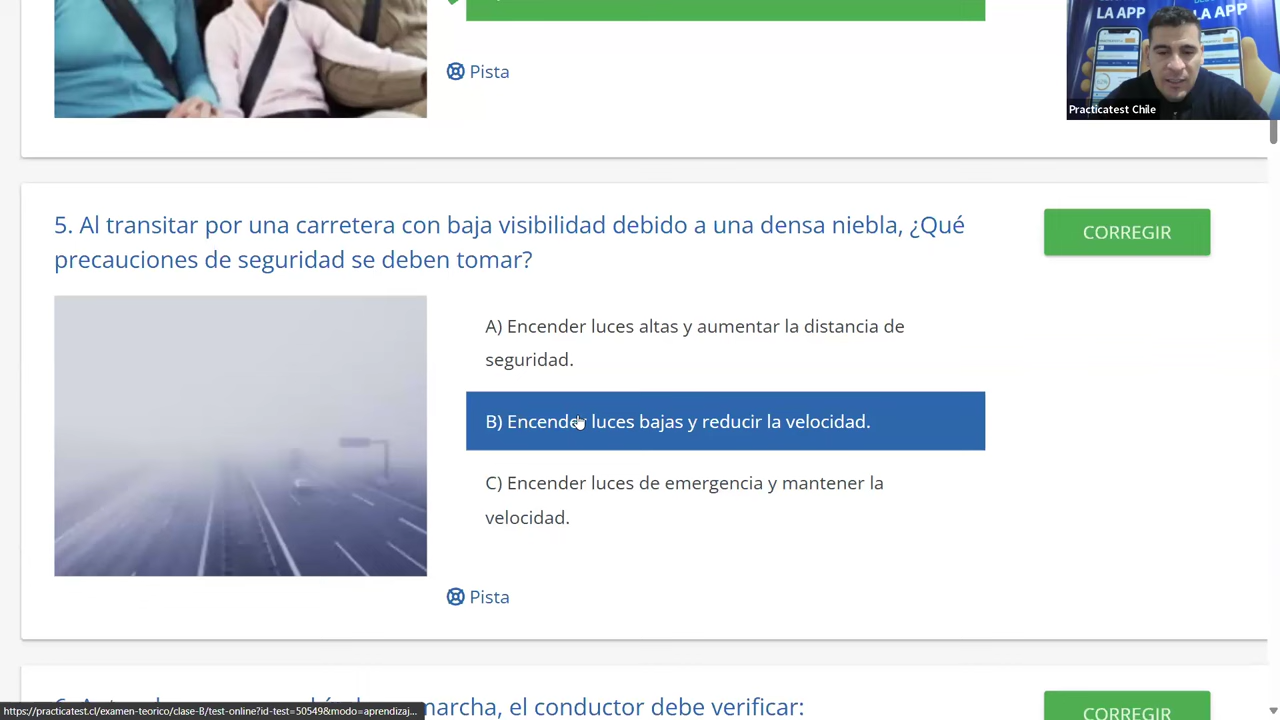 LA APP
LA APP
Practicatest Chile
Pista
5. Al transitar por una carretera con baja visibilidad debido a una densa niebla, ¿Qué
precauciones de seguridad se deben tomar?
CORREGIR
A) Encender luces altas y aumentar la distancia de
seguridad.
B) Encender luces bajas y reducir la velocidad.
C) Encender luces de emergencia y mantener la
velocidad.
Pista
marcha, el conductor debe verificar:
CORREGIR
https://practicatest.cl/examen-teorico/clase-B/test-online?id-test=50549&modo=aprendizaj...